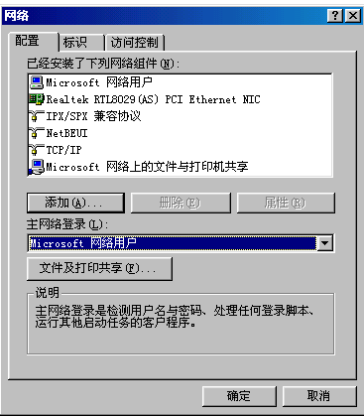 网络
配置 标识 访问控制
已经安装了下列网络组件(N):
Microsoft 网络用户
Realtek RTL8029(AS) PCI Ethernet NIC
IPX/SPX 兼容协议
NetBEUI
TCP/IP
Microsoft 网络上的文件与打印机共享
添加(A)... 删除(E) 属性(R)
主网络登录(L):
Microsoft 网络用户
文件及打印共享(F)...
说明
主网络登录是检测用户名与密码、处理任何登录脚本、
运行其他启动任务的客户程序。
确定 取消